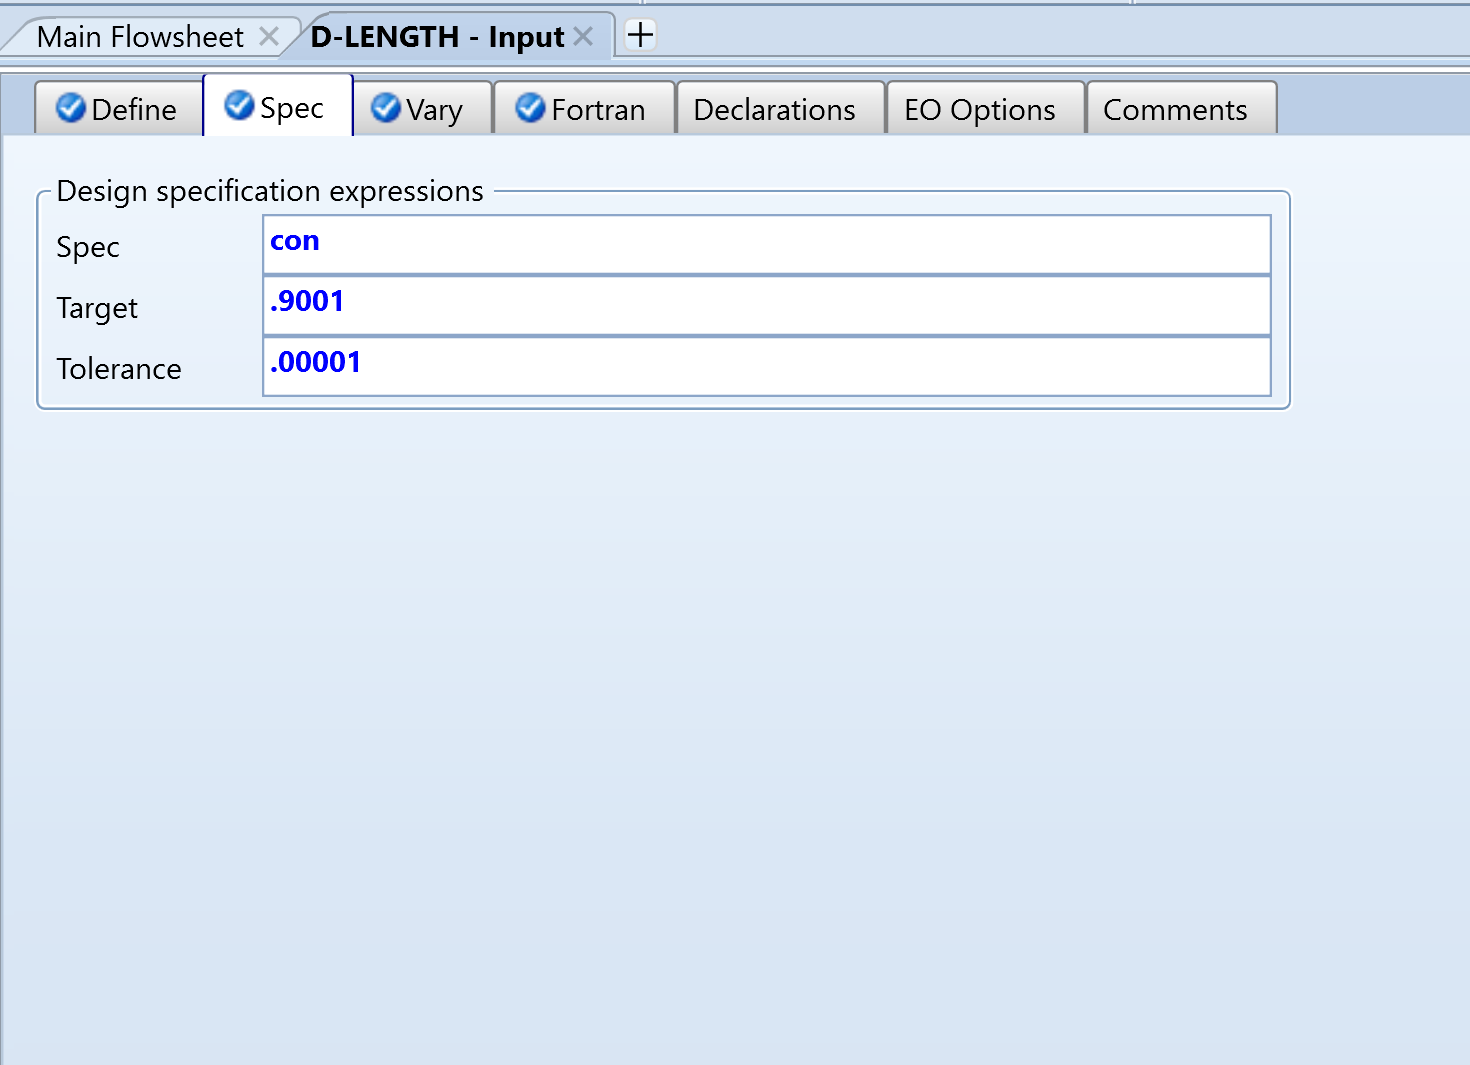 Main Flowsheet
D-LENGTH - Input
Define
Spec
Vary
Fortran
Declarations
EO Options
Comments
Design specification expressions
Spec
con
Target
.9001
Tolerance
.00001